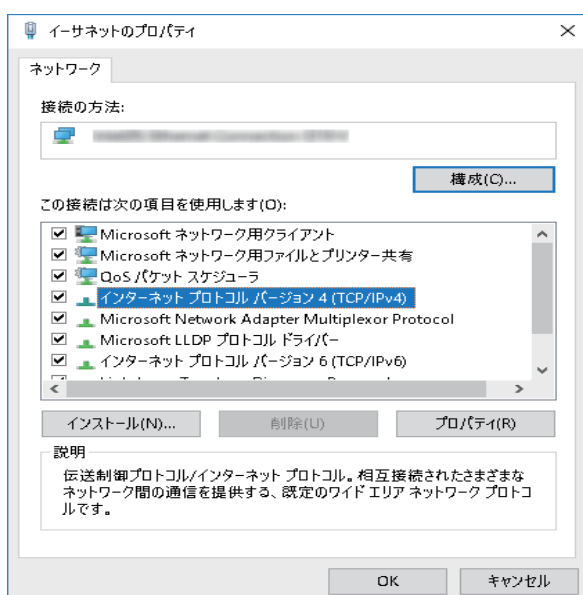 イーサネットのプロパティ
ネットワーク
接続の方法:
構成(C)...
この接続は次の項目を使用します(O):
Microsoft ネットワーク用クライアント
Microsoft ネットワーク用ファイルとプリンター共有
QoS パケット スケジューラ
インターネット プロトコル バージョン 4 (TCP/IPv4)
Microsoft Network Adapter Multiplexor Protocol
Microsoft LLDP プロトコル ドライバー
インターネット プロトコル バージョン 6 (TCP/IPv6)
インストール(N)...
削除(U)
プロパティ(R)
説明
伝送制御プロトコル/インターネット プロトコル。相互接続されたさまざまな
ネットワーク間の通信を提供する、既定のワイド エリア ネットワーク プロトコ
ルです。
OK
キャンセル